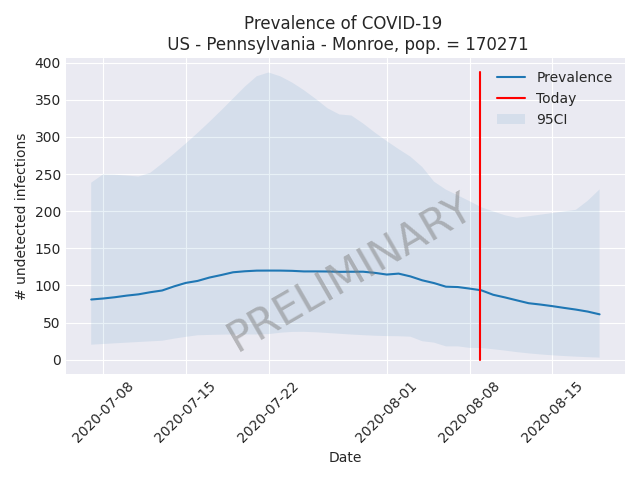 Prevalence of COVID-19
US - Pennsylvania - Monroe, pop. = 170271
400
350
300
250
200
150
100
50
0
# undetected infections
Prevalence
Today
95CI
PRELIMINARY
2020-07-08
2020-07-15
2020-07-22
2020-08-01
2020-08-08
2020-08-15
Date